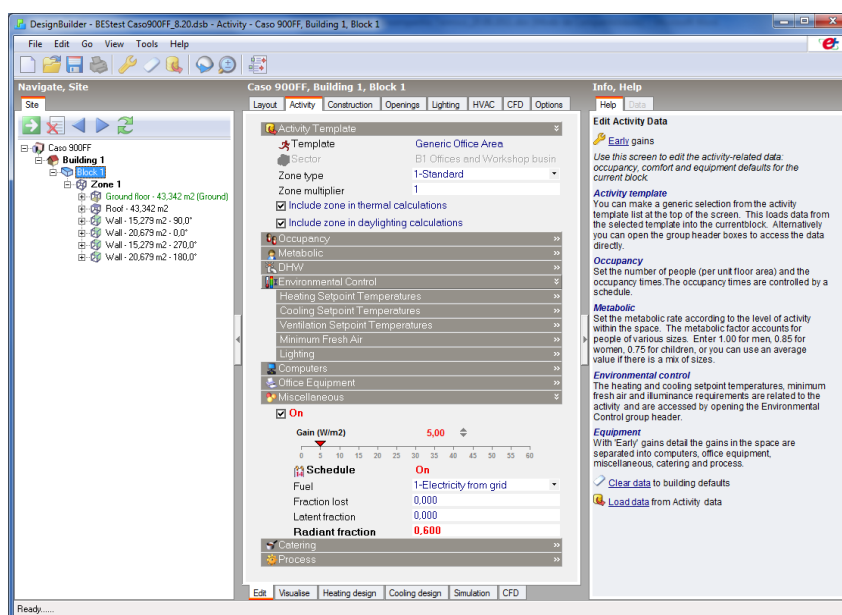 DesignBuilder - BEStest Caso900FF_8.20.dsb - Activity - Caso 900FF, Building 1, Block 1
File Edit Go View Tools Help
Navigate, Site
Site
Caso 900FF
Building 1
Block 1
Zone 1
Ground floor - 43,342 m2 (Ground)
Roof - 43,342 m2
Wall - 15,279 m2 - 90,0°
Wall - 20,679 m2 - 0,0°
Wall - 15,279 m2 - 270,0°
Wall - 20,679 m2 - 180,0°
Caso 900FF, Building 1, Block 1
Layout Activity Construction Openings Lighting HVAC CFD Options
Activity Template
Template Generic Office Area
Sector B1 Offices and Workshop busin
Zone type 1-Standard
Zone multiplier 1
Include zone in thermal calculations
Include zone in daylighting calculations
Occupancy
Metabolic
DHW
Environmental Control
Heating Setpoint Temperatures
Cooling Setpoint Temperatures
Ventilation Setpoint Temperatures
Minimum Fresh Air
Lighting
Computers
Office Equipment
Miscellaneous
On
Gain (W/m2) 5,00
0 5 10 15 20 25 30 35 40 45 50 55 60
Schedule On
Fuel 1-Electricity from grid
Fraction lost 0,000
Latent fraction 0,000
Radiant fraction 0,600
Catering
Process
Edit Visualise Heating design Cooling design Simulation CFD
Info, Help
Help Data
Edit Activity Data
Early gains
Use this screen to edit the activity-related data:
occupancy, comfort and equipment defaults for the
current block.
Activity template
You can make a generic selection from the activity
template list at the top of the screen. This loads data from
the selected template into the currentblock. Alternatively
you can open the group header boxes to access the data
directly.
Occupancy
Set the number of people (per unit floor area) and the
occupancy times.The occupancy times are controlled by a
schedule.
Metabolic
Set the metabolic rate according to the level of activity
within the space. The metabolic factor accounts for
people of various sizes. Enter 1.00 for men, 0.85 for
women, 0.75 for children, or you can use an average
value if there is a mix of sizes.
Environmental control
The heating and cooling setpoint temperatures, minimum
fresh air and illuminance requirements are related to the
activity and are accessed by opening the Environmental
Control group header.
Equipment
With 'Early' gains detail the gains in the space are
separated into computers, office equipment,
miscellaneous, catering and process.
Clear data to building defaults
Load data from Activity data
Ready......